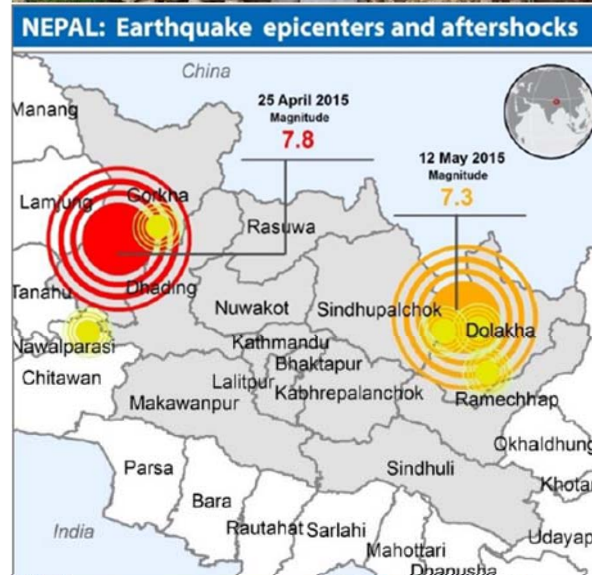 NEPAL: Earthquake epicenters and aftershocks
China
Manang
25 April 2015
Magnitude
7.8
12 May 2015
Magnitude
7.3
Lamjung
Gorkha
Rasuwa
Tanahu
Dhading
Nuwakot
Sindhupalchok
Dolakha
Nawalparasi
Kathmandu
Bhaktapur
Chitawan
Lalitpur
Kabhrepalanchok
Makawanpur
Ramechhap
Okhaldhung
Parsa
Sindhuli
Khotan
Bara
India
Rautahat
Sarlahi
Udayap
Mahottari
Dhanusha